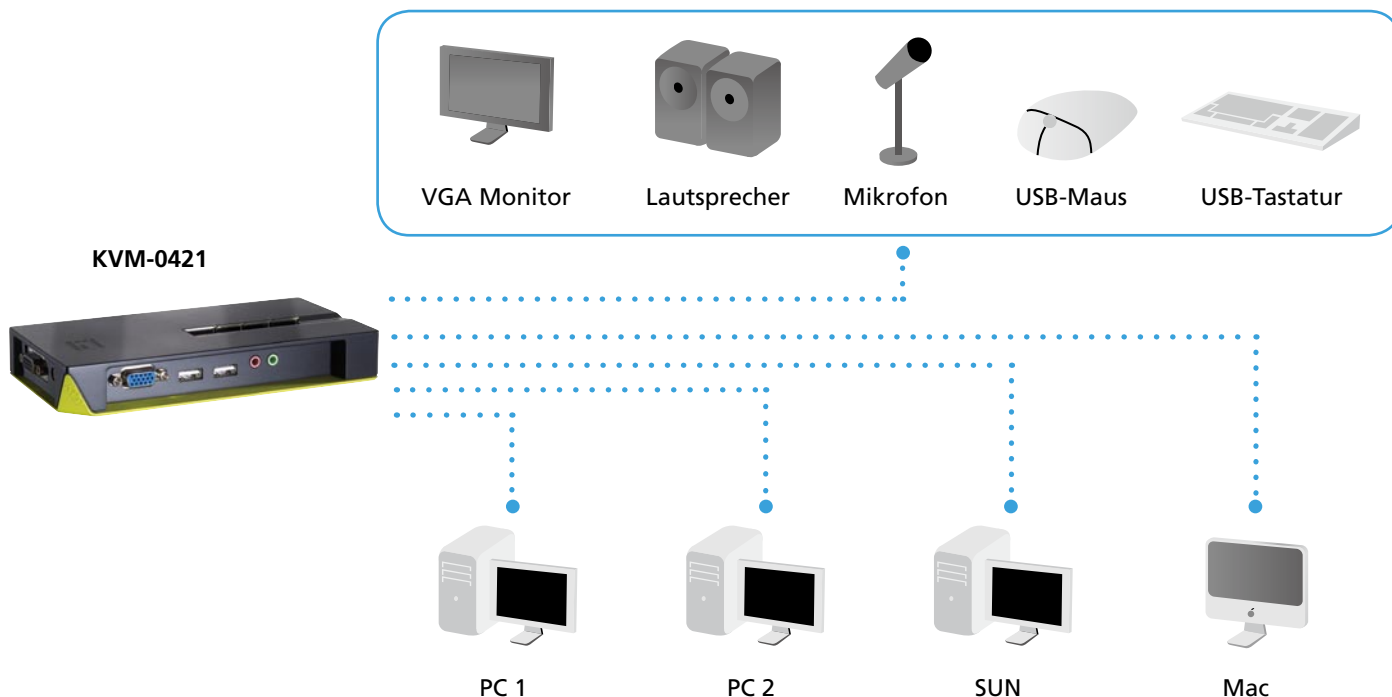 VGA Monitor
Lautsprecher
Mikrofon
USB-Maus
USB-Tastatur
KVM-0421
PC 1
PC 2
SUN
Mac